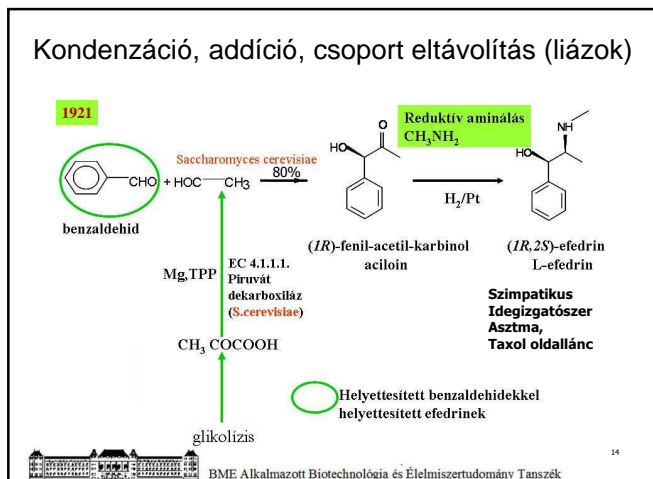 Kondenzáció, addíció, csoport eltávolítás (liázok)
1921
Reduktív aminálás
CH₃NH₂
Saccharomyces cerevisiae
80%
CHO + HOC CH₃
O
HO
H₂/Pt
NH
HO
benzaldehid
(1R)-fenil-acetil-karbinol
aciloin
(1R,2S)-efedrin
L-efedrin
Mg,TPP
EC 4.1.1.1.
Piruvát
dekarboxiláz
(S.cerevisiae)
Szimpatikus
Idegizgatószer
Asztma,
Taxol oldallánc
CH₃ COCOOH
Helyettesített benzaldehidekkel
helyettesített efedrinek
glikolízis
14
BME Alkalmazott Biotechnológia és Élelmiszertudomány Tanszék